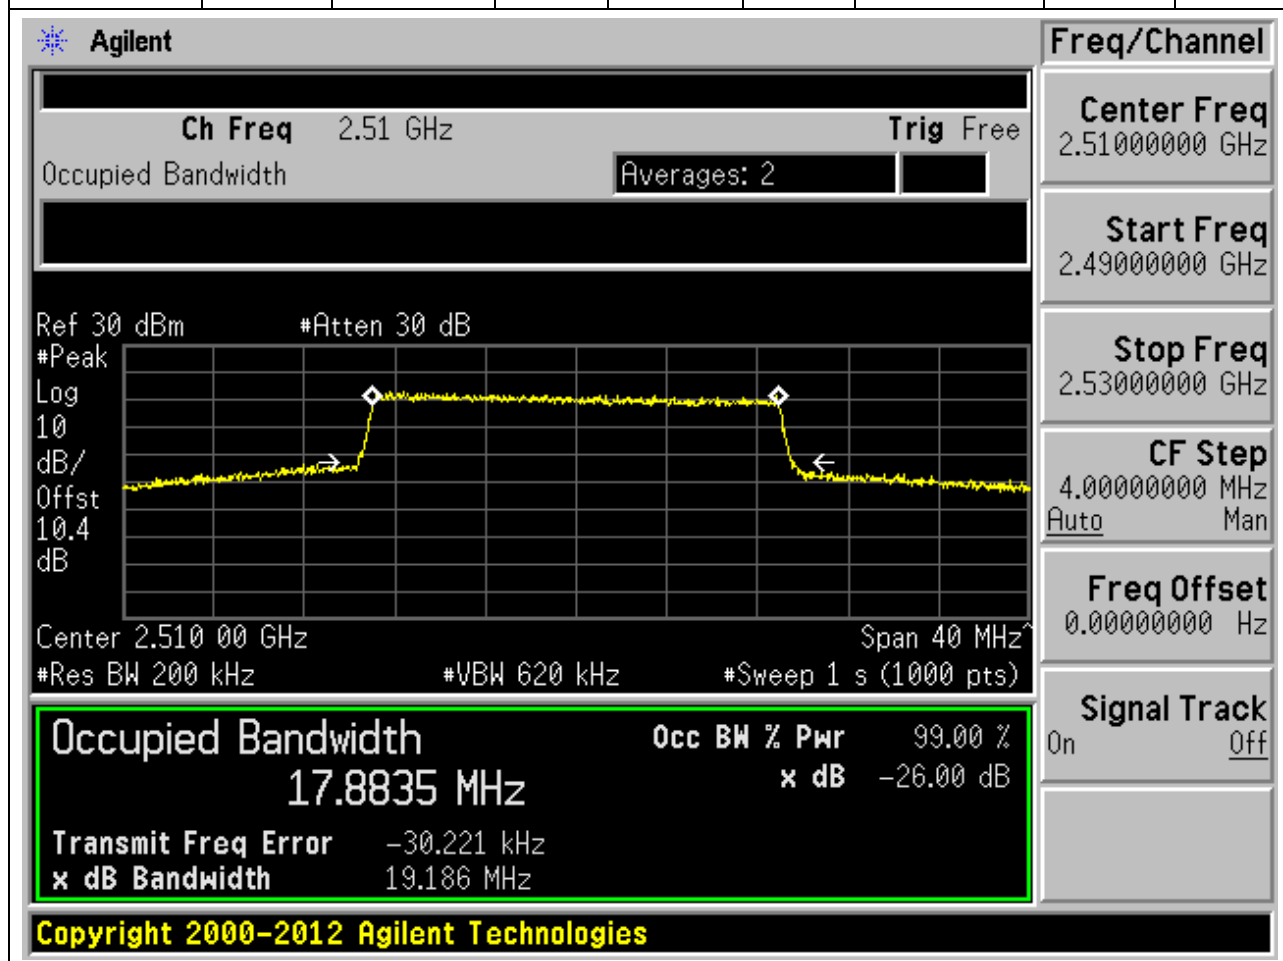 Agilent
Freq/Channel
Ch Freq 2.51 GHz Trig Free
Occupied Bandwidth Averages: 2
Center Freq
2.51000000 GHz
Start Freq
2.49000000 GHz
Stop Freq
2.53000000 GHz
CF Step
4.00000000 MHz
Auto Man
Freq Offset
0.00000000 Hz
Signal Track
On Off
Ref 30 dBm #Atten 30 dB
#Peak
Log
10
dB/
Offst
10.4
dB
Center 2.510 00 GHz Span 40 MHz^
#Res BW 200 kHz #VBW 620 kHz #Sweep 1 s (1000 pts)
Occupied Bandwidth Occ BW % Pwr 99.00 %
17.8835 MHz x dB -26.00 dB
Transmit Freq Error -30.221 kHz
x dB Bandwidth 19.186 MHz
Copyright 2000-2012 Agilent Technologies